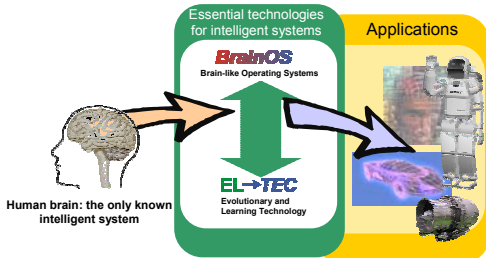 Essential technologies
for intelligent systems
BrainOS
Brain-like Operating Systems
EL→TEC
Evolutionary and
Learning Technology
Human brain: the only known
intelligent system
Applications